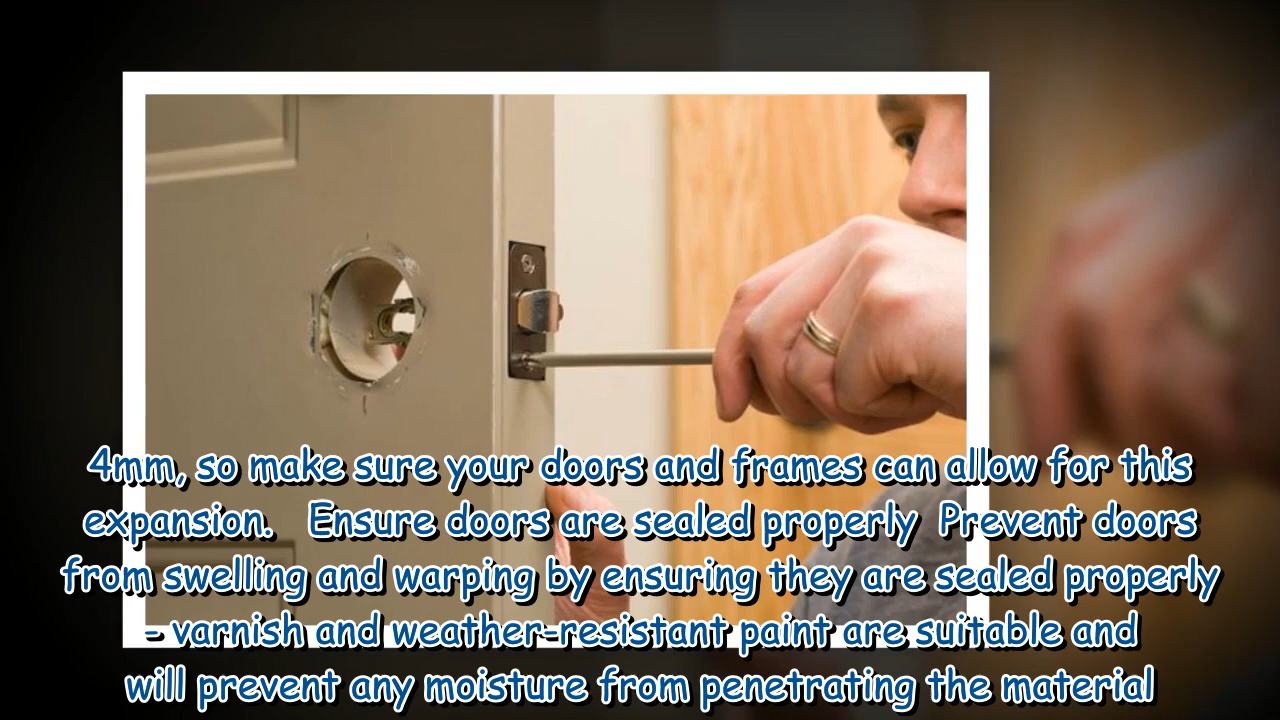 4mm, so make sure your doors and frames can allow for this
expansion.   Ensure doors are sealed properly  Prevent doors
from swelling and warping by ensuring they are sealed properly
- varnish and weather-resistant paint are suitable and
will prevent any moisture from penetrating the material